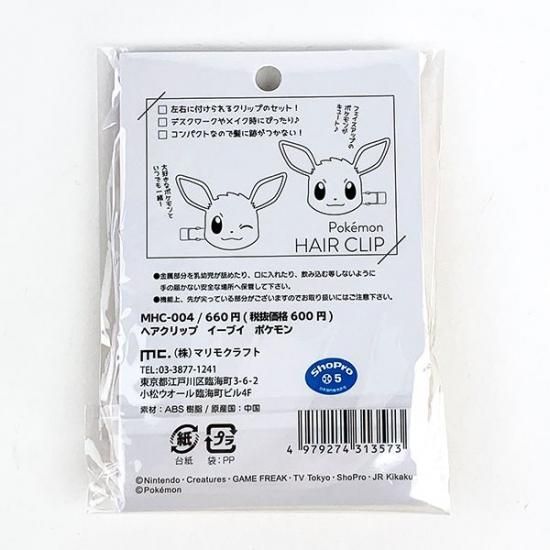 □ 左右に付けられるクリップのセット!
□ デスクワークやメイク時にぴったり♪
□ コンパクトなので髪に跡がつかない!
フェイスアップの
ポケモンが
キュート♪
大好きなポケモンと
いつでも一緒!
Pokémon
HAIR CLIP
●金属部分を乳幼児が舐めたり、口に入れたり、飲み込む等しないように
手の届かない安全な場所へ保管して下さい。
●機能上、先が尖っている部分がございますのでお取り扱いにはご注意下さい。
MHC-004 / 660円 (税抜価格 600円)
ヘアクリップ イーブイ ポケモン
mc. (株)マリモクラフト
TEL:03-3877-1241
東京都江戸川区臨海町3-6-2
小松ウオール臨海町ビル4F
素材：ABS 樹脂 / 原産国：中国
ShoPro
5
紙
台紙
プラ
袋：PP
4 979274 313573
©Nintendo・Creatures・GAME FREAK・TV Tokyo・ShoPro・JR Kikaku
©Pokémon